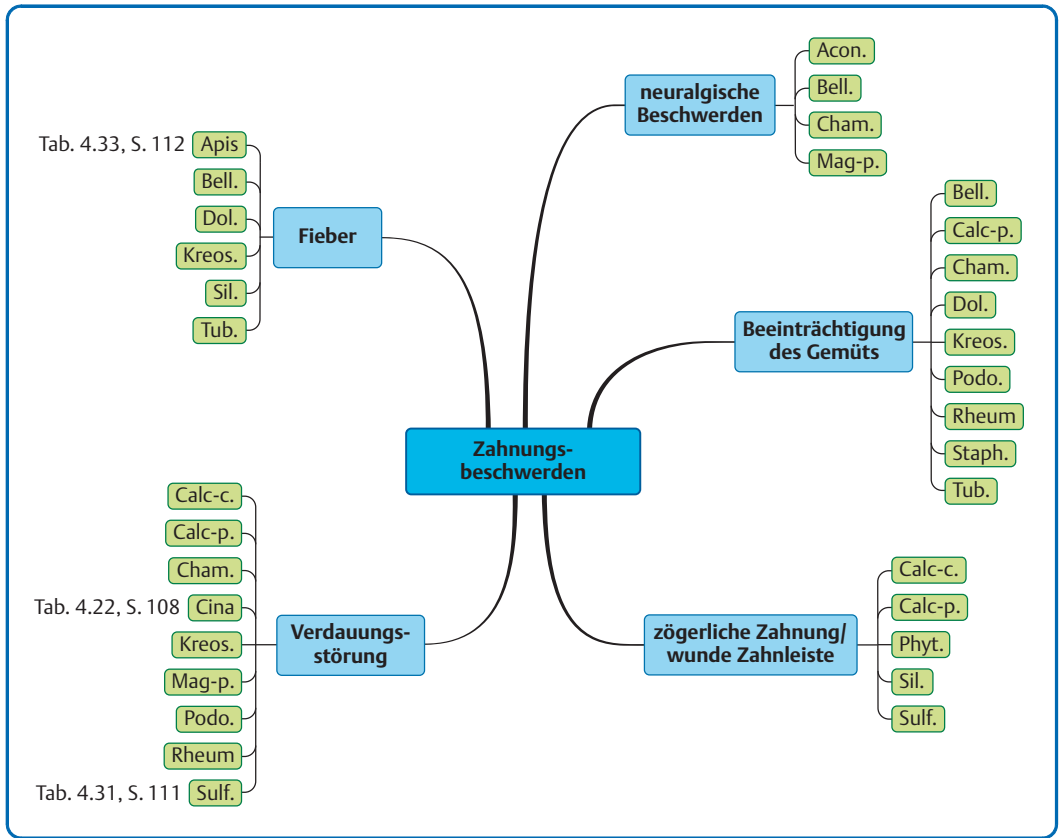 Zahnungs-
beschwerden
neuralgische
Beschwerden
Acon.
Bell.
Cham.
Mag-p.
Beeinträchtigung
des Gemüts
Bell.
Calc-p.
Cham.
Dol.
Kreos.
Podo.
Rheum
Staph.
Tub.
zögerliche Zahnung/
wunde Zahnleiste
Calc-c.
Calc-p.
Phyt.
Sil.
Sulf.
Fieber
Tab. 4.33, S. 112 Apis
Bell.
Dol.
Kreos.
Sil.
Tub.
Verdauungs-
störung
Calc-c.
Calc-p.
Cham.
Tab. 4.22, S. 108 Cina
Kreos.
Mag-p.
Podo.
Rheum
Tab. 4.31, S. 111 Sulf.